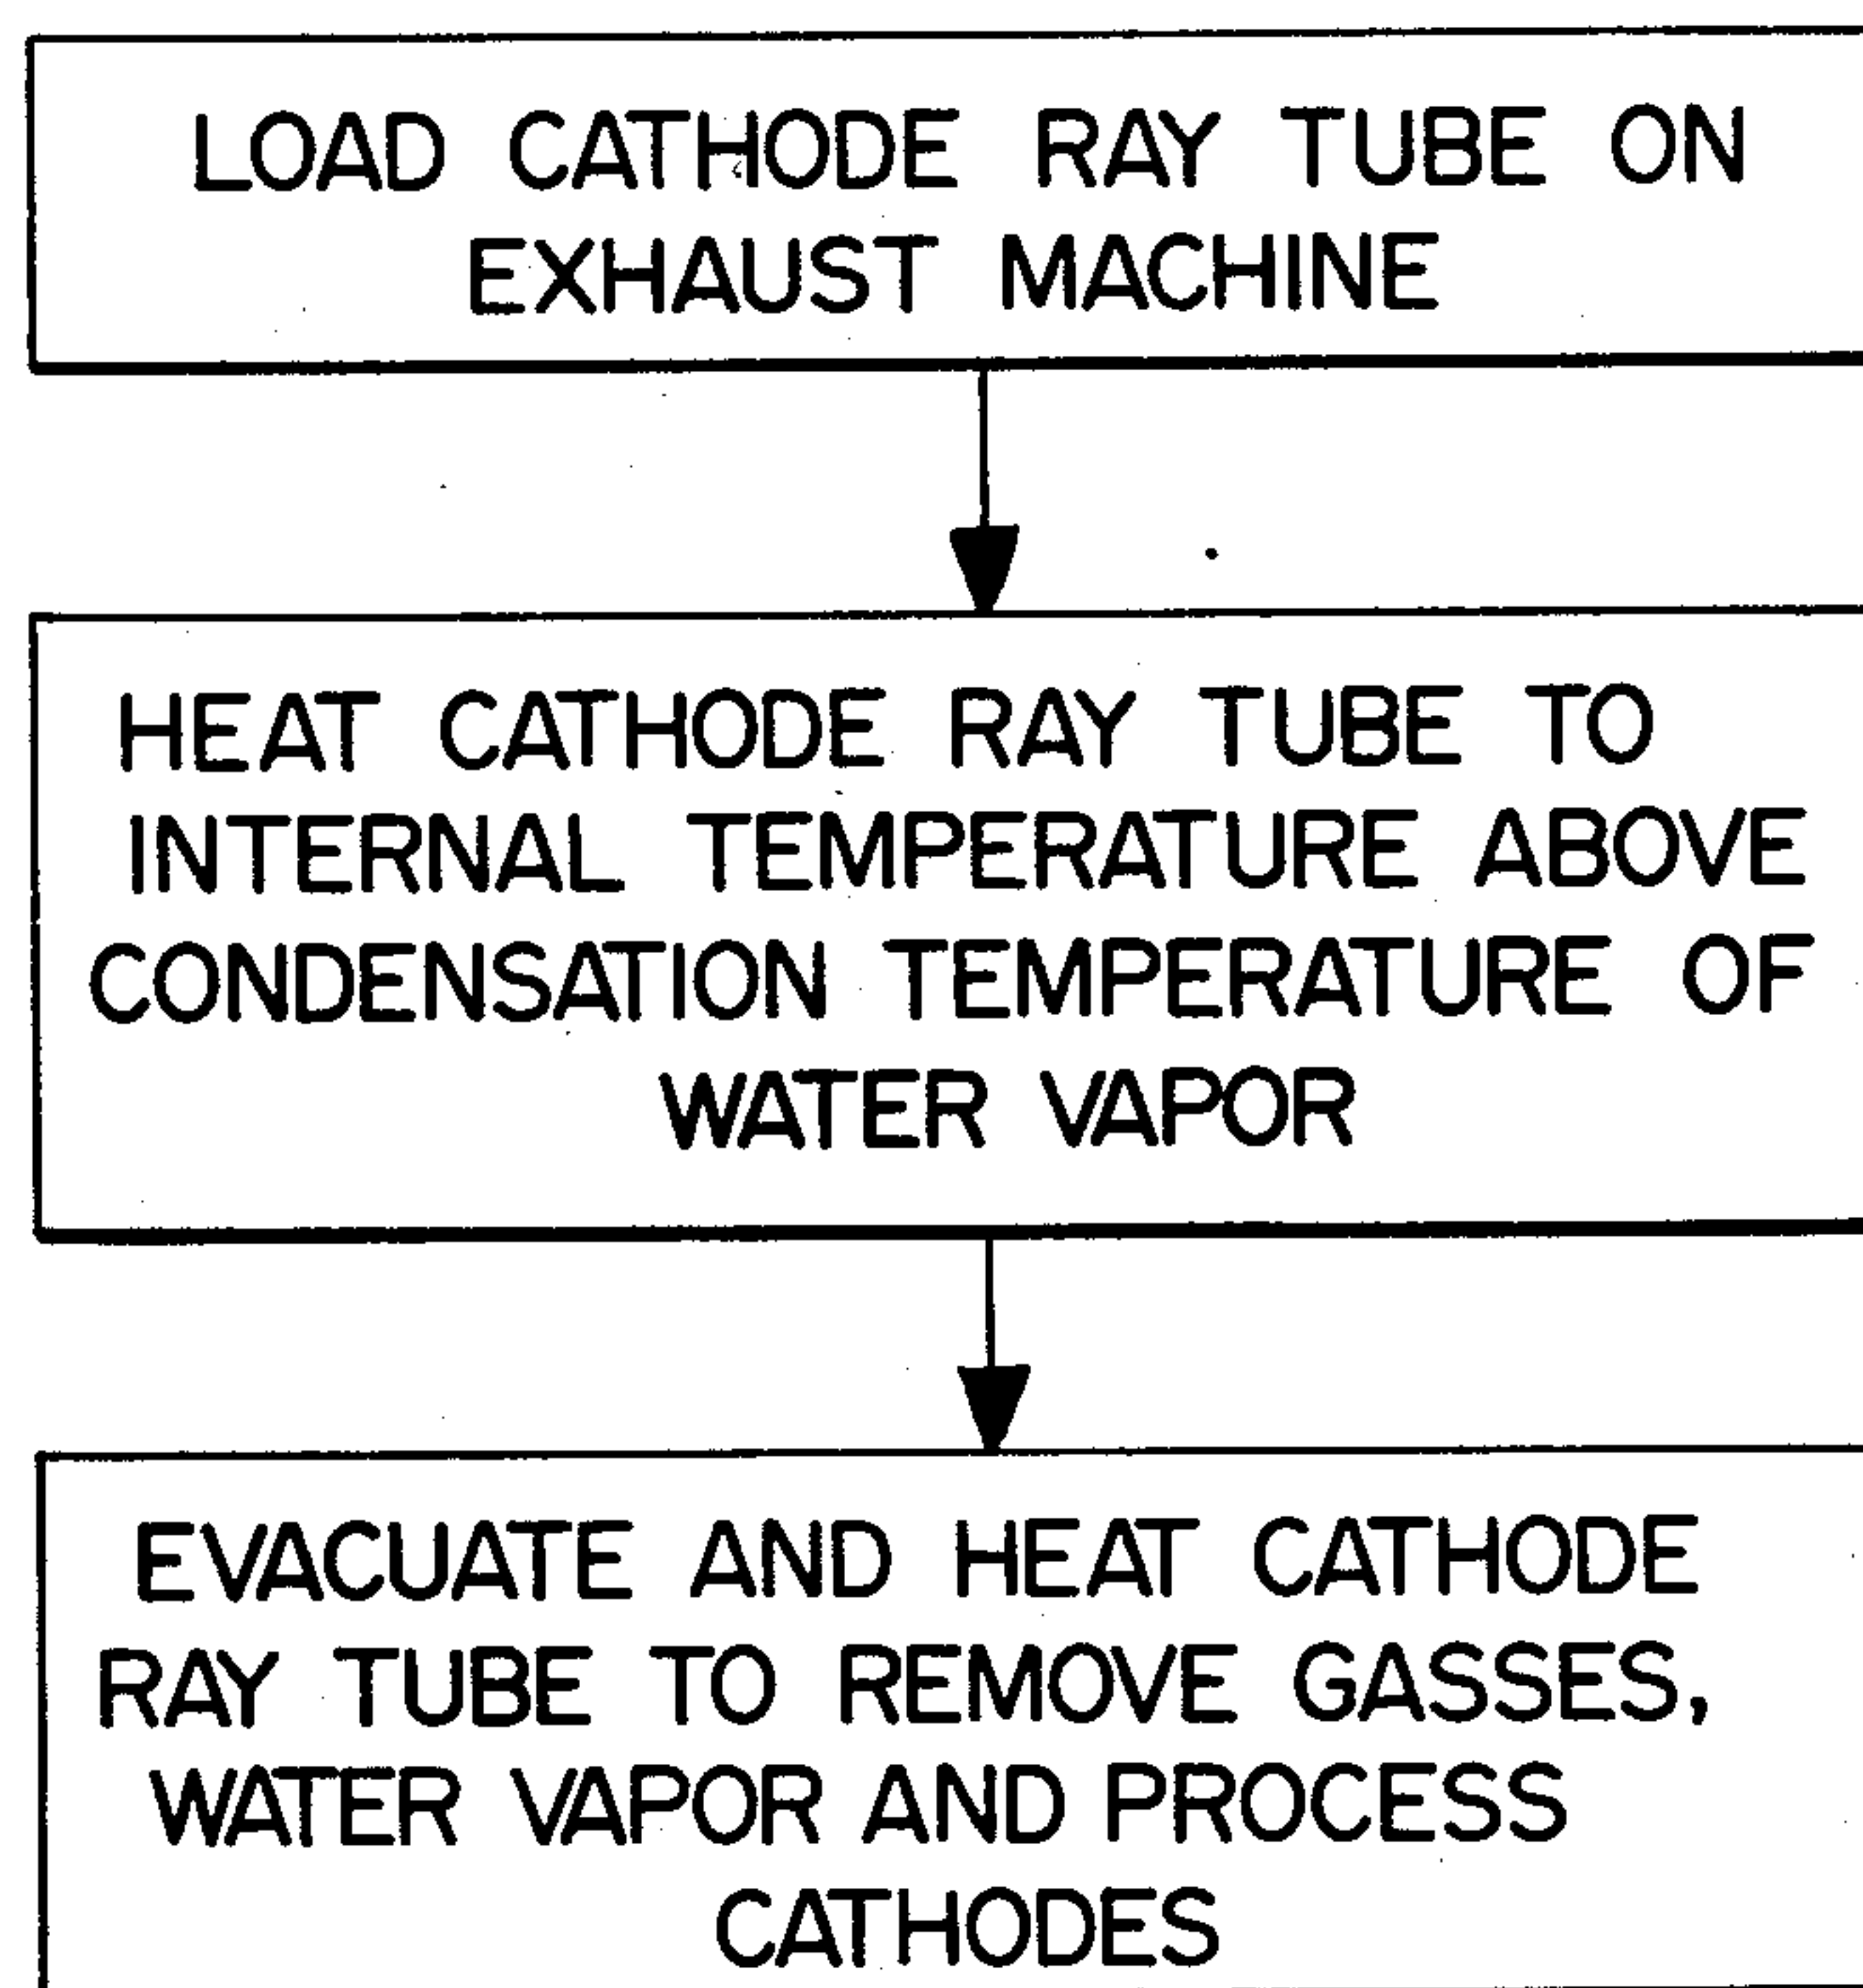 LOAD CATHODE RAY TUBE ON
EXHAUST MACHINE
HEAT CATHODE RAY TUBE TO
INTERNAL TEMPERATURE ABOVE
CONDENSATION TEMPERATURE OF
WATER VAPOR
EVACUATE AND HEAT CATHODE
RAY TUBE TO REMOVE GASSES,
WATER VAPOR AND PROCESS
CATHODES